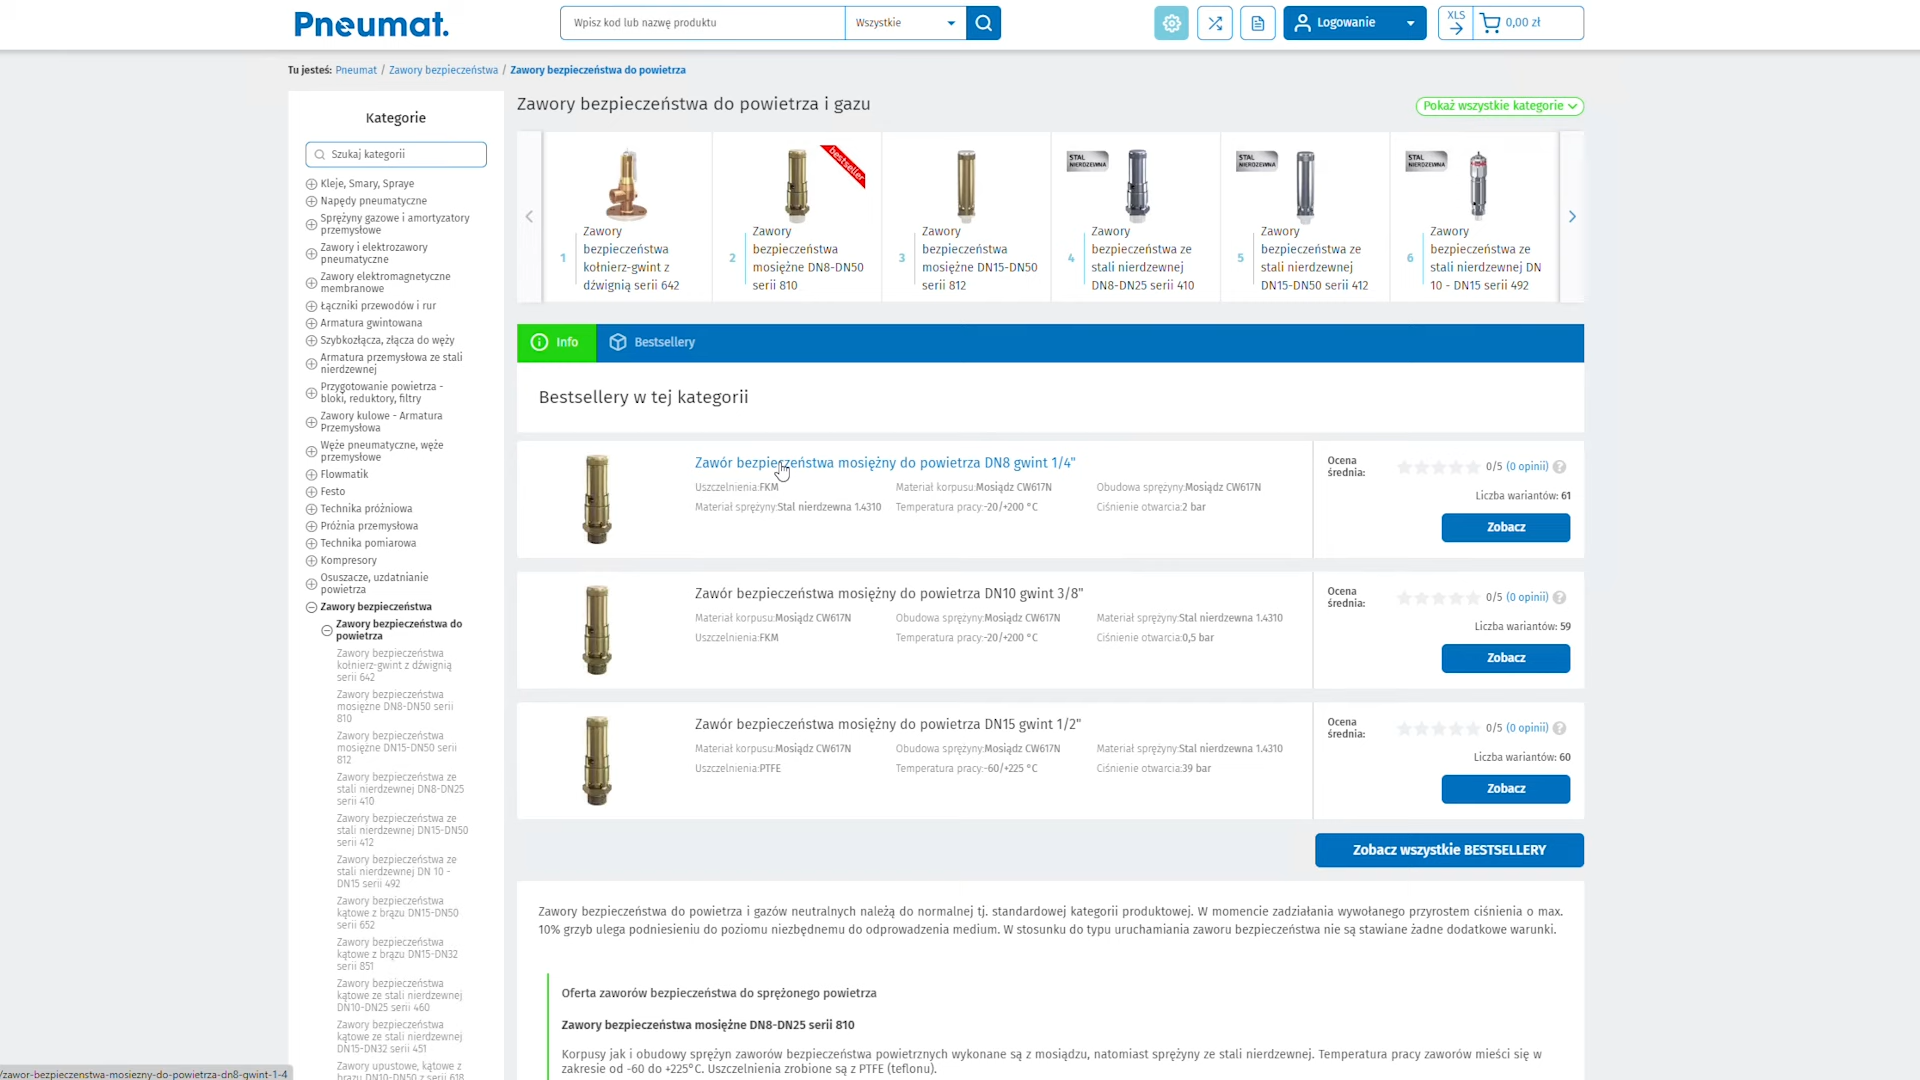 Pneumat.
Wpisz kod lub nazwę produktu
Wszystkie
Logowanie
XLS
0,00 zł
Tu jesteś: Pneumat / Zawory bezpieczeństwa / Zawory bezpieczeństwa do powietrza
Kategorie
Szukaj kategorii
Kleje, Smary, Spraye
Napędy pneumatyczne
Sprężyny gazowe i amortyzatory
przemysłowe
Zawory i elektrozawory
pneumatyczne
Zawory elektromagnetyczne
membranowe
Łączniki przewodów i rur
Armatura gwintowana
Szybkozłącza, złącza do węży
Armatura przemysłowa ze stali
nierdzewnej
Przygotowanie powietrza -
bloki, reduktory, filtry
Zawory kulowe - Armatura
Przemysłowa
Węże pneumatyczne, węże
przemysłowe
Flowmatik
Festo
Technika próżniowa
Próżnia przemysłowa
Technika pomiarowa
Kompresory
Osuszacze, uzdatnianie
powietrza
Zawory bezpieczeństwa
Zawory bezpieczeństwa do
powietrza
Zawory bezpieczeństwa
kołnierz-gwint z dźwignią
serii 642
Zawory bezpieczeństwa
mosiężne DN8-DN50 serii
810
Zawory bezpieczeństwa
mosiężne DN15-DN50 serii
812
Zawory bezpieczeństwa ze
stali nierdzewnej DN8-DN25
serii 410
Zawory bezpieczeństwa ze
stali nierdzewnej DN15-DN50
serii 412
Zawory bezpieczeństwa ze
stali nierdzewnej DN 10 -
DN15 serii 492
Zawory bezpieczeństwa
kątowe z brązu DN15-DN50
serii 652
Zawory bezpieczeństwa
kątowe z brązu DN15-DN32
serii 851
Zawory bezpieczeństwa
kątowe ze stali nierdzewnej
DN10-DN25 serii 460
Zawory bezpieczeństwa
kątowe ze stali nierdzewnej
DN15-DN32 serii 451
Zawory upustowe, kątowe z
brązu DN10-DN50 z serii 618
Zawory bezpieczeństwa do powietrza i gazu
Pokaż wszystkie kategorie
1
Zawory
bezpieczeństwa
kołnierz-gwint z
dźwignią serii 642
bestseller
2
Zawory
bezpieczeństwa
mosiężne DN8-DN50
serii 810
3
Zawory
bezpieczeństwa
mosiężne DN15-DN50
serii 812
STAL
NIERDZEWNA
4
Zawory
bezpieczeństwa ze
stali nierdzewnej
DN8-DN25 serii 410
STAL
NIERDZEWNA
5
Zawory
bezpieczeństwa ze
stali nierdzewnej
DN15-DN50 serii 412
STAL
NIERDZEWNA
6
Zawory
bezpieczeństwa ze
stali nierdzewnej DN
10 - DN15 serii 492
Info
Bestsellery
Bestsellery w tej kategorii
Zawór bezpieczeństwa mosiężny do powietrza DN8 gwint 1/4"
Uszczelnienia:FKM Materiał korpusu:Mosiądz CW617N Obudowa sprężyny:Mosiądz CW617N
Materiał sprężyny:Stal nierdzewna 1.4310 Temperatura pracy:-20/+200 °C Ciśnienie otwarcia:2 bar
Ocena
średnia:
0/5 (0 opinii) ?
Liczba wariantów: 61
Zobacz
Zawór bezpieczeństwa mosiężny do powietrza DN10 gwint 3/8"
Materiał korpusu:Mosiądz CW617N Obudowa sprężyny:Mosiądz CW617N Materiał sprężyny:Stal nierdzewna 1.4310
Uszczelnienia:FKM Temperatura pracy:-20/+200 °C Ciśnienie otwarcia:0,5 bar
Ocena
średnia:
0/5 (0 opinii) ?
Liczba wariantów: 59
Zobacz
Zawór bezpieczeństwa mosiężny do powietrza DN15 gwint 1/2"
Materiał korpusu:Mosiądz CW617N Obudowa sprężyny:Mosiądz CW617N Materiał sprężyny:Stal nierdzewna 1.4310
Uszczelnienia:PTFE Temperatura pracy:-60/+225 °C Ciśnienie otwarcia:39 bar
Ocena
średnia:
0/5 (0 opinii) ?
Liczba wariantów: 60
Zobacz
Zobacz wszystkie BESTSELLERY
Zawory bezpieczeństwa do powietrza i gazów neutralnych należą do normalnej tj. standardowej kategorii produktowej. W momencie zadziałania wywołanego przyrostem ciśnienia o max.
10% grzyb ulega podniesieniu do poziomu niezbędnemu do odprowadzenia medium. W stosunku do typu uruchamiania zaworu bezpieczeństwa nie są stawiane żadne dodatkowe warunki.
Oferta zaworów bezpieczeństwa do sprężonego powietrza
Zawory bezpieczeństwa mosiężne DN8-DN25 serii 810
Korpusy jak i obudowy sprężyn zaworów bezpieczeństwa powietrznych wykonane są z mosiądzu, natomiast sprężyny ze stali nierdzewnej. Temperatura pracy zaworów mieści się w
zakresie od -60 do +225°C. Uszczelnienia zrobione są z PTFE (teflonu).
/zawor-bezpieczenstwa-mosiezny-do-powietrza-dn8-gwint-1-4